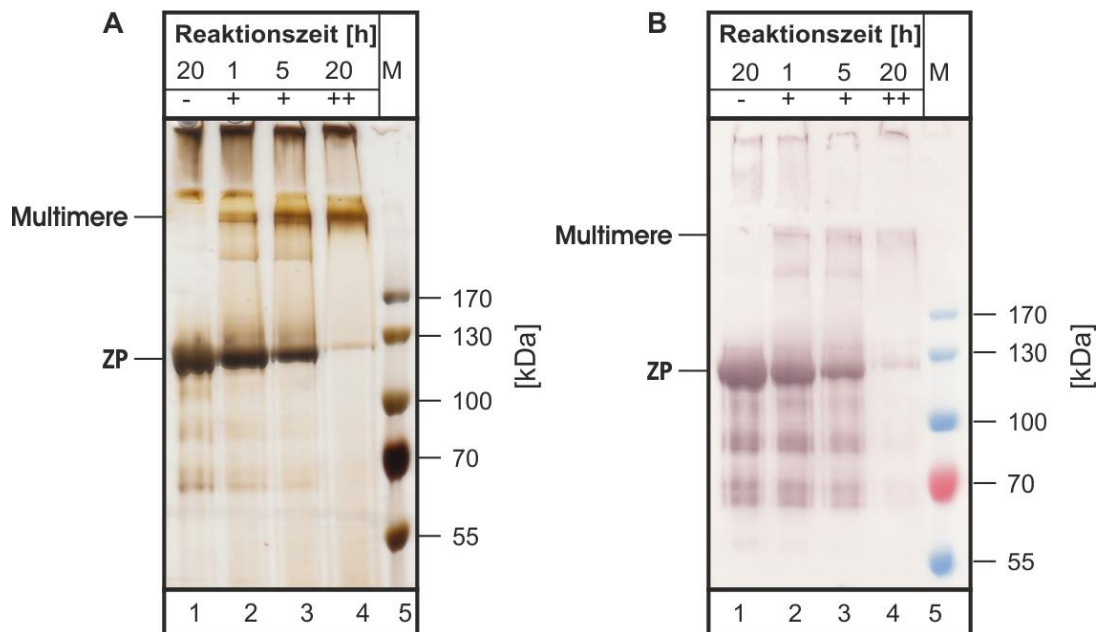 A
Reaktionszeit [h]
20 1 5 20 M
- + + ++
Multimere
ZP
170
130
100
70
55
[kDa]
1 2 3 4 5
B
Reaktionszeit [h]
20 1 5 20 M
- + + ++
Multimere
ZP
170
130
100
70
55
[kDa]
1 2 3 4 5